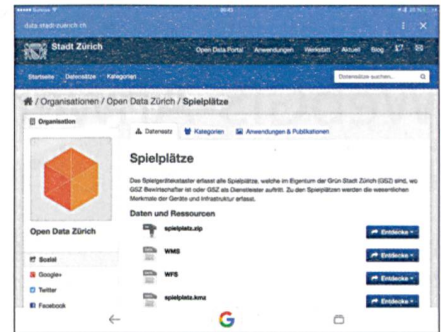 data.stadt-zuerich.ch
Stadt Zürich
Open Data Portal Anwendungen Werkstatt Aktuell Blog
Startseite Datensätze Kategorien
Datensätze suchen...
/ Organisationen / Open Data Zürich / Spielplätze
Organisation
Datensatz Kategorien Anwendungen & Publikationen
Spielplätze
Das Spielgerätekataster erfasst alle Spielplätze, welche im Eigentum der Grün Stadt Zürich (GSZ) sind, wo
GSZ Bewirtschafter ist oder GSZ als Dienstleister auftritt. Zu den Spielplätzen werden die wesentlichen
Merkmale der Geräte und Infrastruktur erfasst.
Daten und Ressourcen
Open Data Zürich
spielplatz.zip
Entdecke
WMS
Entdecke
Sozial
Google+
WFS
Entdecke
Twitter
Facebook
spielplatz.kmz
Entdecke
G